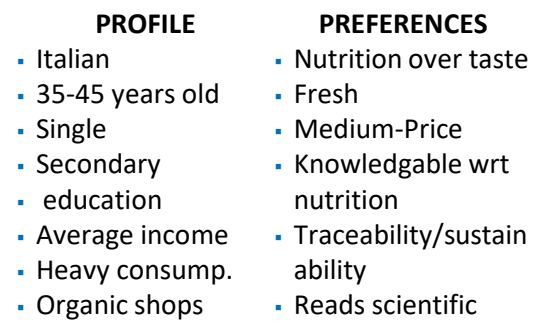 PROFILE
▪ Italian
▪ 35-45 years old
▪ Single
▪ Secondary
▪ education
▪ Average income
▪ Heavy consump.
▪ Organic shops
PREFERENCES
▪ Nutrition over taste
▪ Fresh
▪ Medium-Price
▪ Knowledgable wrt
nutrition
▪ Traceability/sustain
ability
▪ Reads scientific